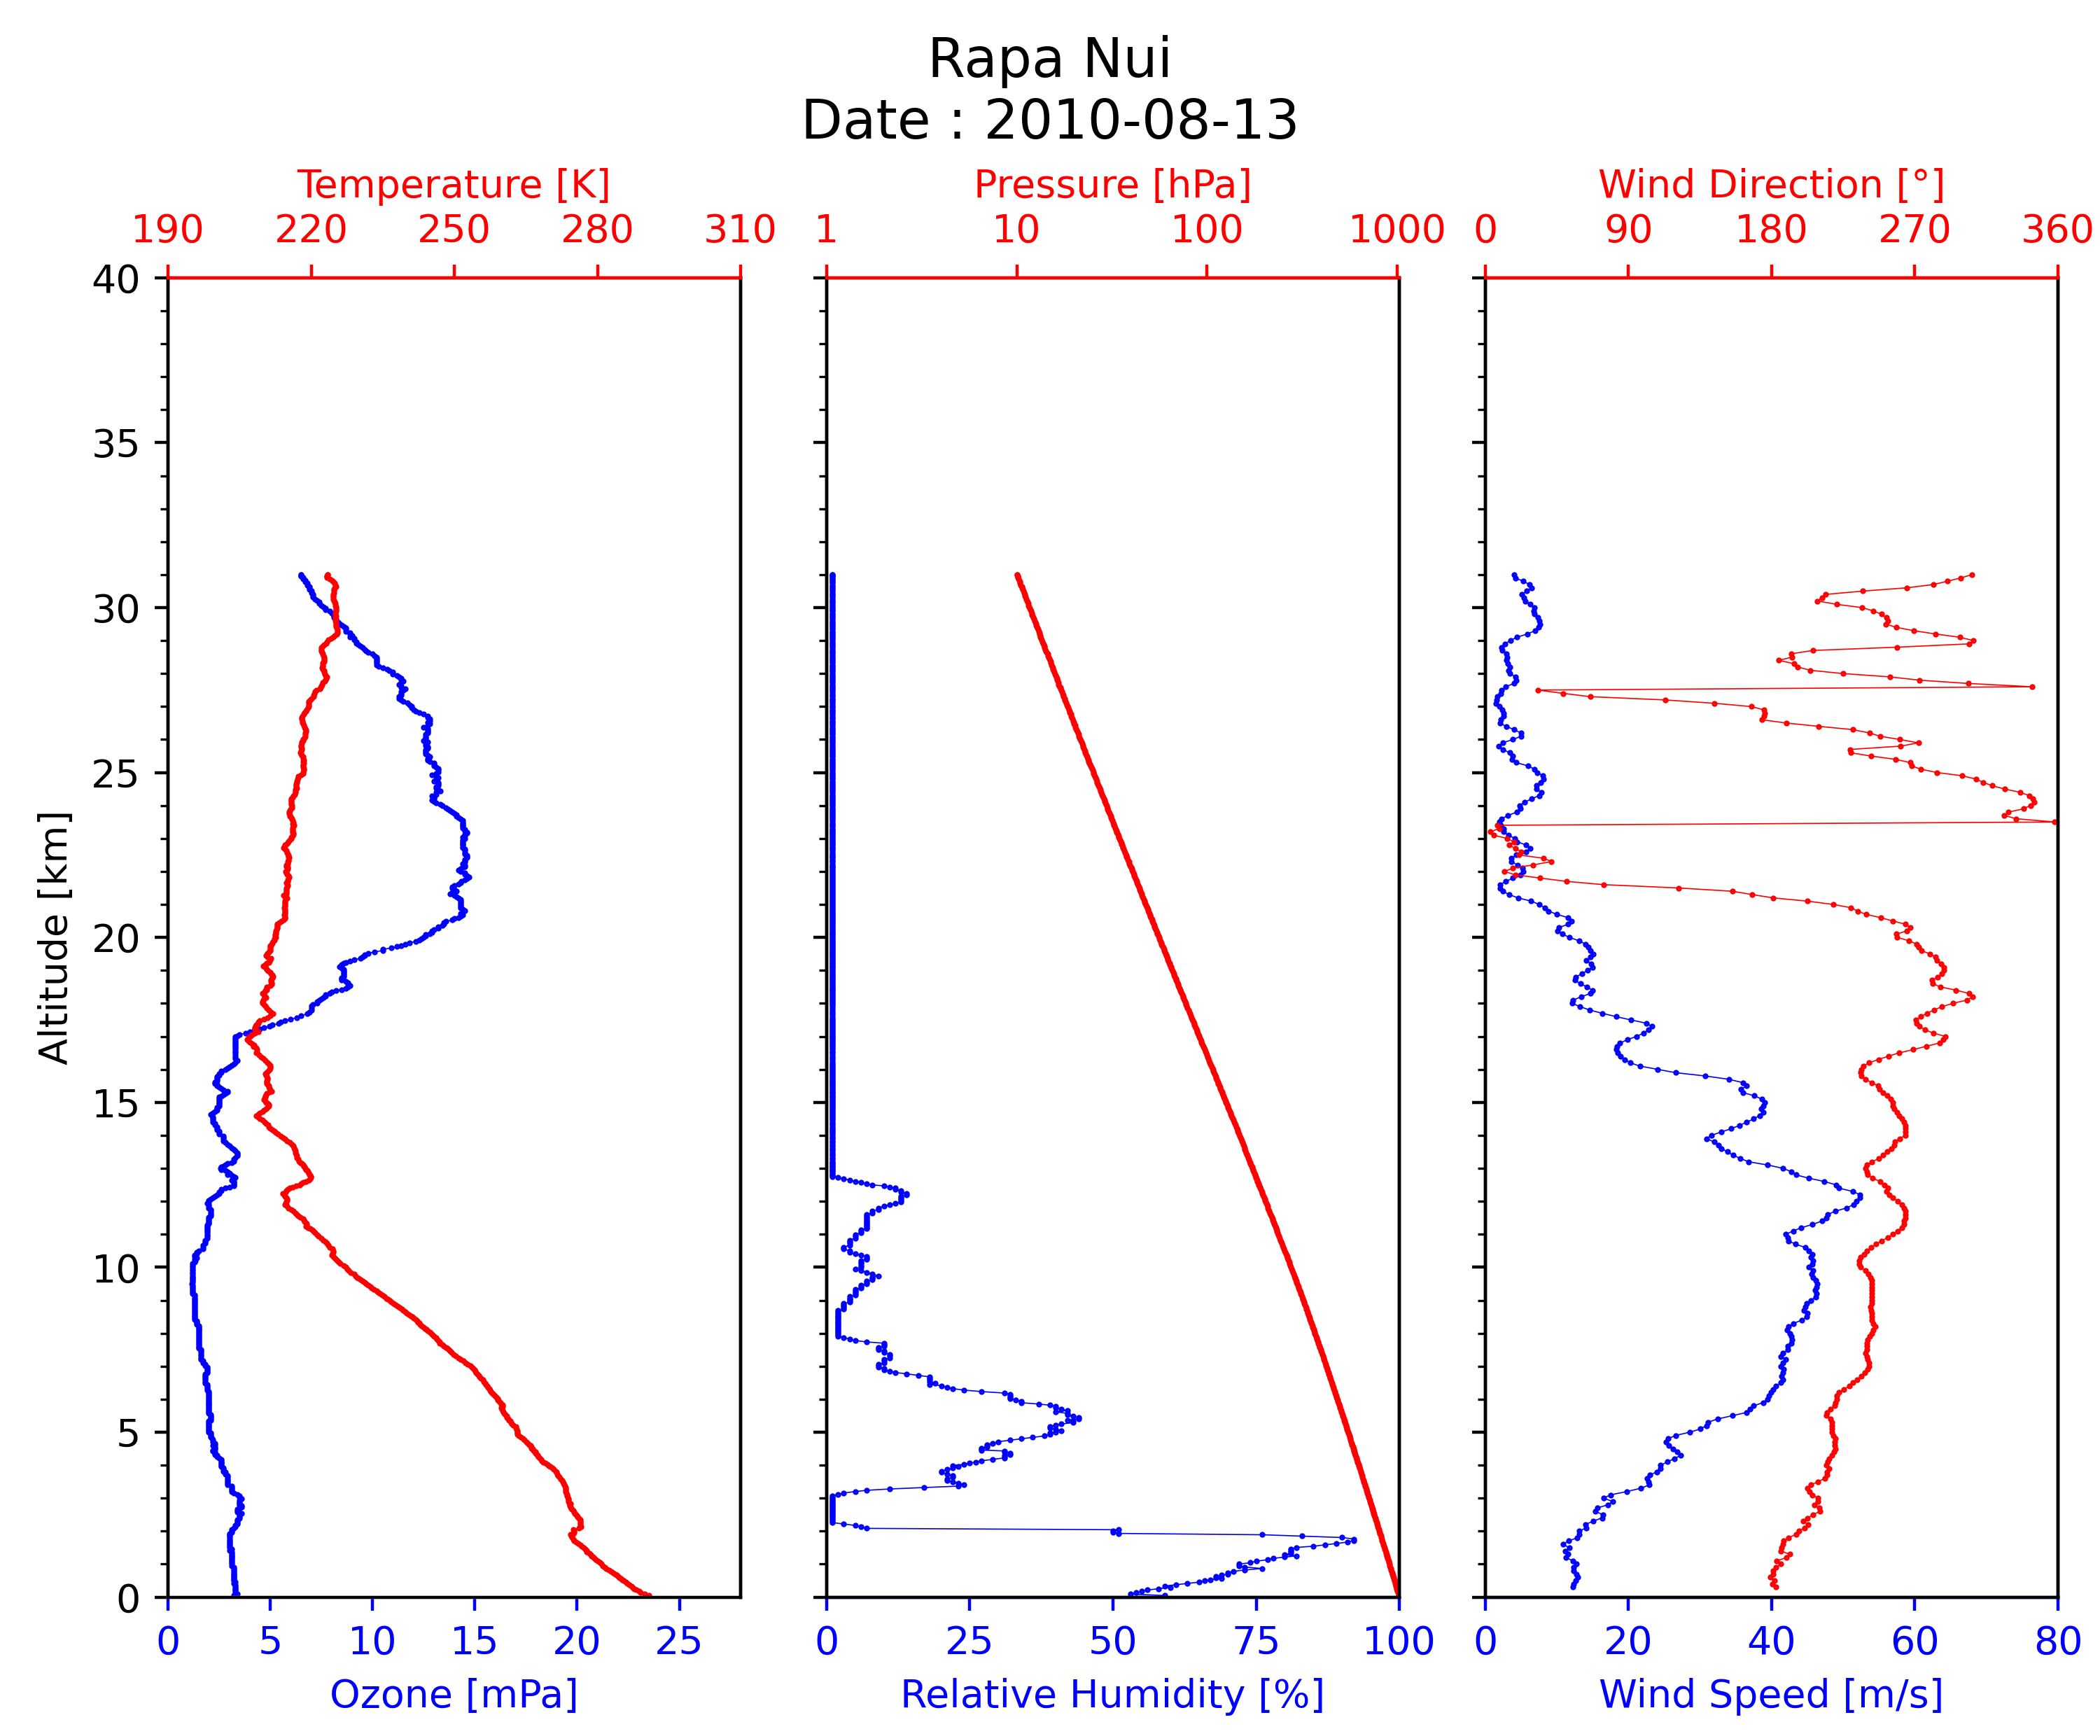 Rapa Nui
Date : 2010-08-13
Temperature [K]
190 220 250 280 310
Pressure [hPa]
1 10 100 1000
Wind Direction [°]
0 90 180 270 360
Altitude [km]
40
35
30
25
20
15
10
5
0
0 5 10 15 20 25
Ozone [mPa]
0 25 50 75 100
Relative Humidity [%]
0 20 40 60 80
Wind Speed [m/s]